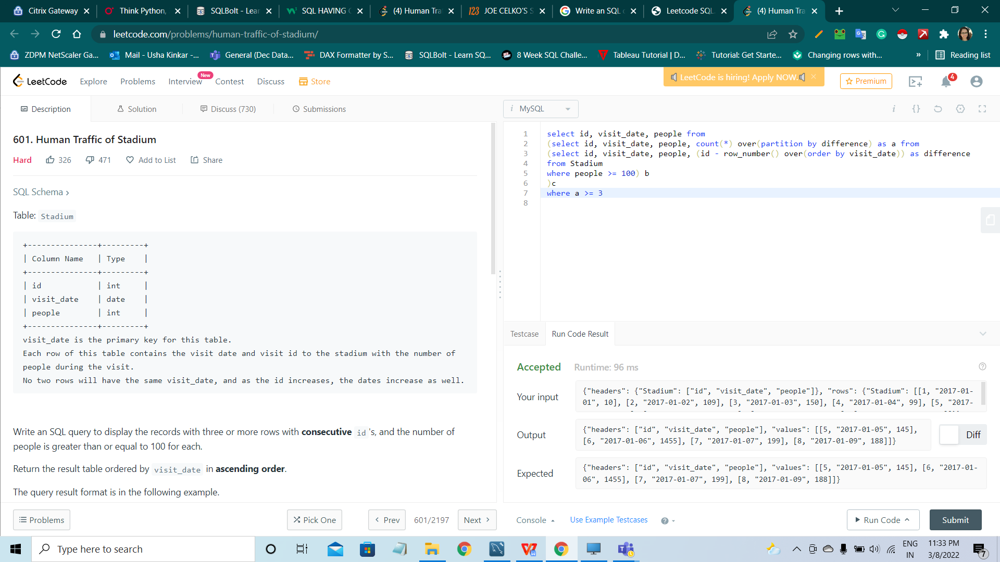 Citrix Gateway
Think Python,
SQLBolt - Lear
SQL HAVING C
(4) Human Tra
JOE CELKO'S S
Write an SQL
Leetcode SQL
(4) Human Tra
leetcode.com/problems/human-traffic-of-stadium/
ZDPM NetScaler Ga...
Mail - Usha Kinkar -...
General (Dec Data...
DAX Formatter by S...
SQLBolt - Learn SQ...
8 Week SQL Challe...
Tableau Tutorial | D...
Tutorial: Get Starte...
Changing rows with...
»
Reading list
LeetCode
Explore
Problems
Interview
New
Contest
Discuss
Store
LeetCode is hiring! Apply NOW.
Premium
4
Description
Solution
Discuss (730)
Submissions
i MySQL
601. Human Traffic of Stadium
Hard 326 471 Add to List Share
SQL Schema ›
Table: Stadium
+---------------+---------+
| Column Name   | Type    |
+---------------+---------+
| id            | int     |
| visit_date    | date    |
| people        | int     |
+---------------+---------+
visit_date is the primary key for this table.
Each row of this table contains the visit date and visit id to the stadium with the number of
people during the visit.
No two rows will have the same visit_date, and as the id increases, the dates increase as well.
Write an SQL query to display the records with three or more rows with consecutive id's, and the number of
people is greater than or equal to 100 for each.
Return the result table ordered by visit_date in ascending order.
The query result format is in the following example.
Problems
Pick One
Prev
601/2197
Next
1 select id, visit_date, people from
2 (select id, visit_date, people, count(*) over(partition by difference) as a from
3 (select id, visit_date, people, (id - row_number() over(order by visit_date)) as difference
4 from Stadium
5 where people >= 100) b
6 )c
7 where a >= 3
8
Testcase
Run Code Result
Accepted Runtime: 96 ms
Your input
{"headers": {"Stadium": ["id", "visit_date", "people"]}, "rows": {"Stadium": [[1, "2017-01-
01", 10], [2, "2017-01-02", 109], [3, "2017-01-03", 150], [4, "2017-01-04", 99], [5, "2017-
Output
{"headers": ["id", "visit_date", "people"], "values": [[5, "2017-01-05", 145],
[6, "2017-01-06", 1455], [7, "2017-01-07", 199], [8, "2017-01-09", 188]]}
Diff
Expected
{"headers": ["id", "visit_date", "people"], "values": [[5, "2017-01-05", 145], [6, "2017-01-
06", 1455], [7, "2017-01-07", 199], [8, "2017-01-09", 188]]}
Console
Use Example Testcases
Run Code
Submit
Type here to search
ENG
IN
11:33 PM
3/8/2022
7